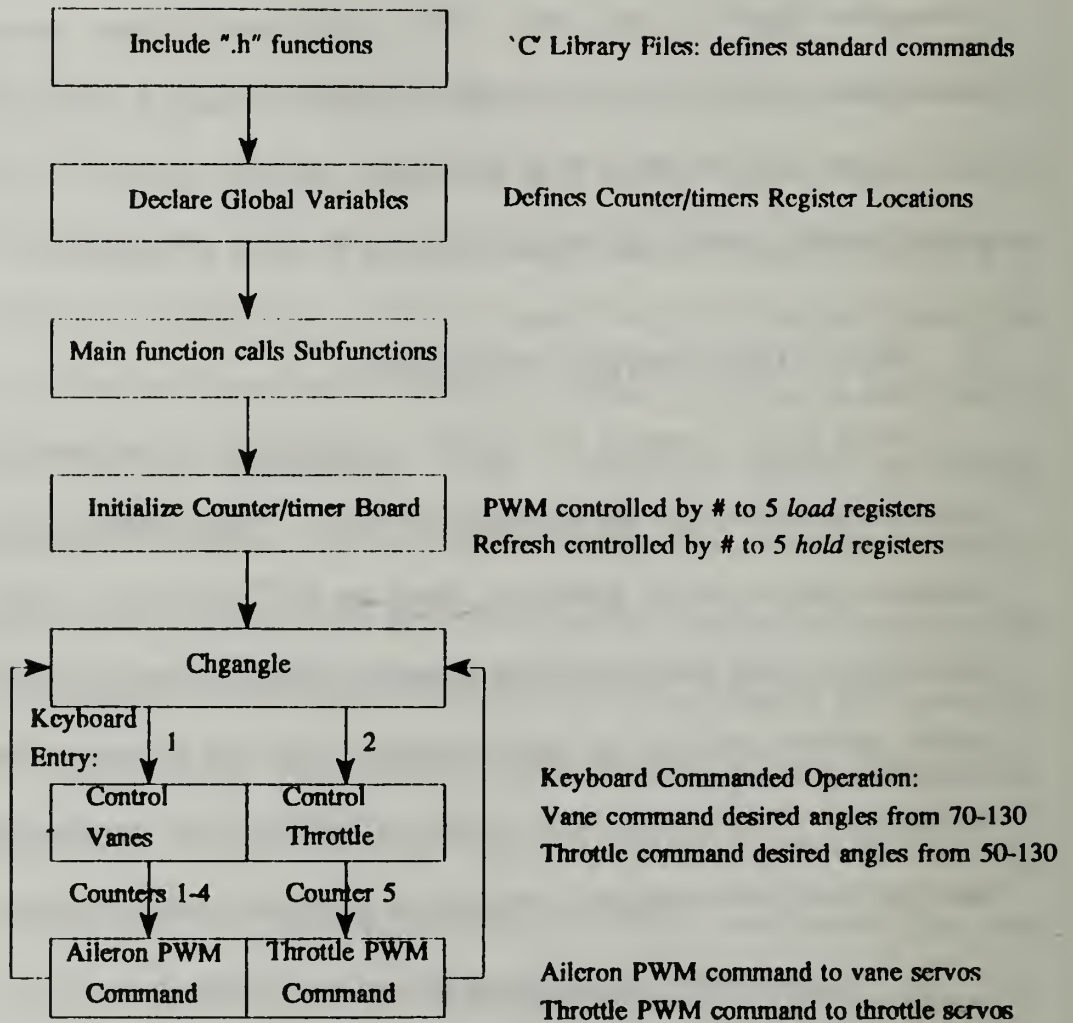 Include ".h" functions
`C' Library Files: defines standard commands
Declare Global Variables
Defines Counter/timers Register Locations
Main function calls Subfunctions
Initialize Counter/timer Board
PWM controlled by # to 5 load registers
Refresh controlled by # to 5 hold registers
Chgangle
Keyboard
Entry:
1
2
Control
Vanes
Control
Throttle
Keyboard Commanded Operation:
Vane command desired angles from 70-130
Throttle command desired angles from 50-130
Counters 1-4
Counter 5
Aileron PWM
Command
Throttle PWM
Command
Aileron PWM command to vane servos
Throttle PWM command to throttle servos